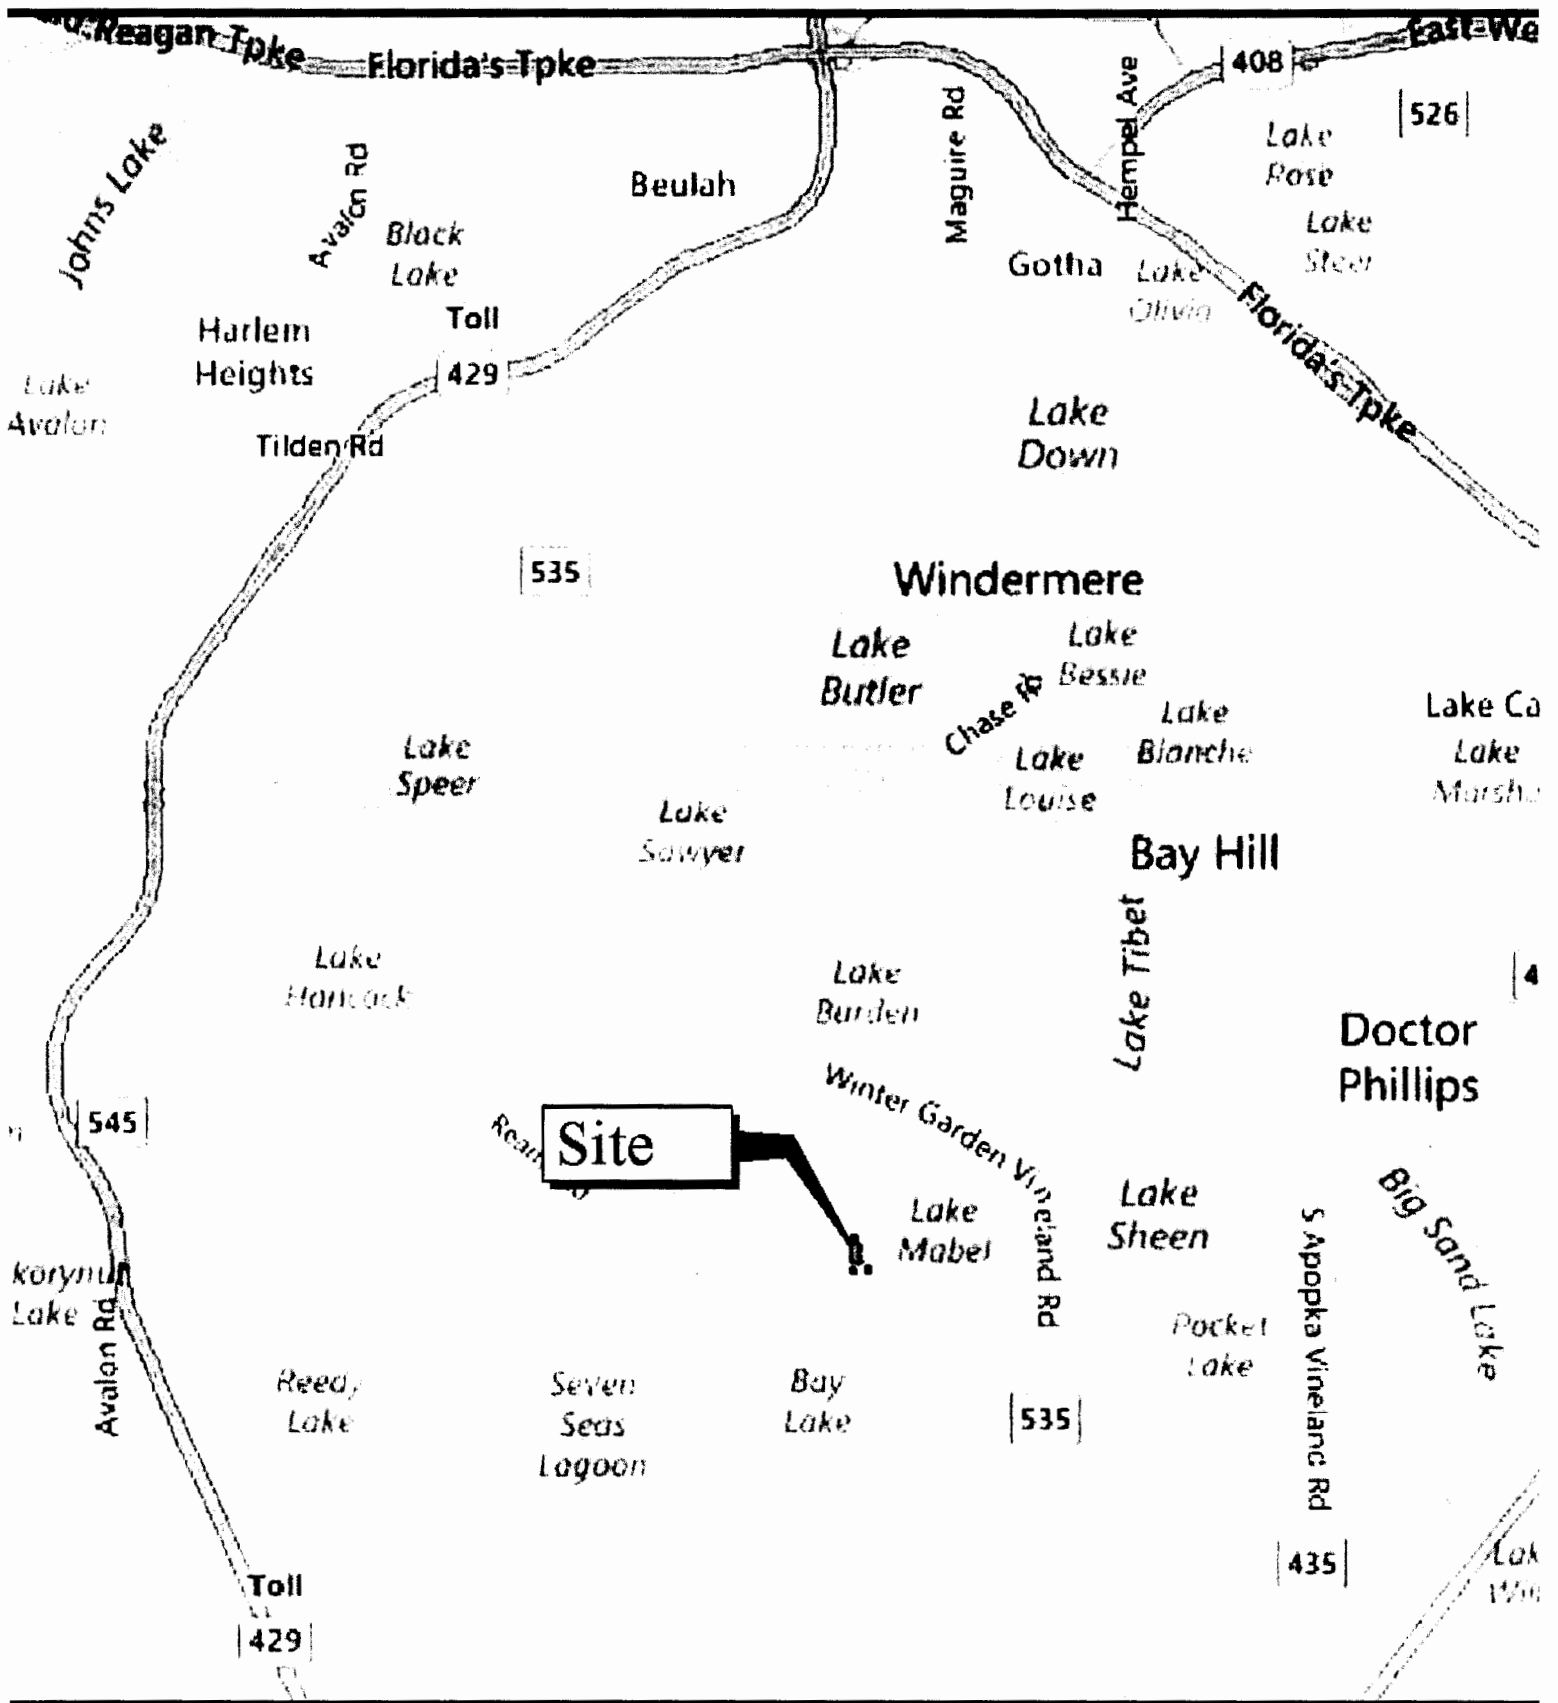 Reagan Tpke
Florida's Tpke
East-We
408
526
Johns Lake
Avalon Rd
Beulah
Maguire Rd
Hempel Ave
Lake
Rose
Black
Lake
Lake
Steer
Gotha
Lake
Olivia
Harlem
Heights
Toll
429
Florida's Tpke
Lake
Avalon
Tilden Rd
Lake
Down
535
Windermere
Lake
Butler
Lake
Bessie
Chase Rd
Lake
Blanche
Lake Ca
Lake
Marsha
Lake
Speer
Lake
Louise
Lake
Sawyer
Bay Hill
Lake Tibet
Lake
Hancock
Lake
Burden
4
Doctor
Phillips
Winter Garden Vineland Rd
545
Site
Lake
Mabel
Lake
Sheen
S Apopka Vineland Rd
Big Sand Lake
Lake
Avalon Rd
Pocket
Lake
Reedy
Lake
Seven
Seas
Lagoon
Bay
Lake
535
435
Toll
429
Lak